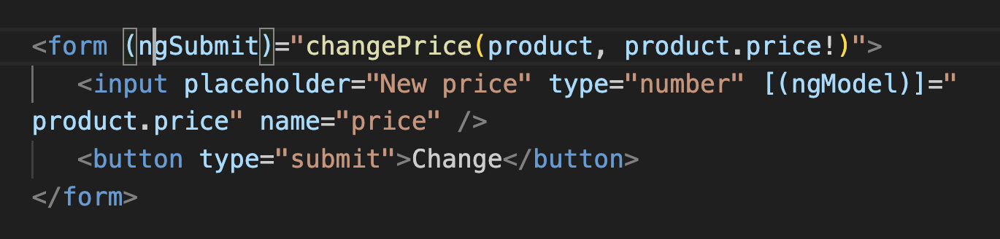 <form (ngSubmit)="changePrice(product, product.price!)">
<input placeholder="New price" type="number" [(ngModel)]="
product.price" name="price" />
<button type="submit">Change</button>
</form>